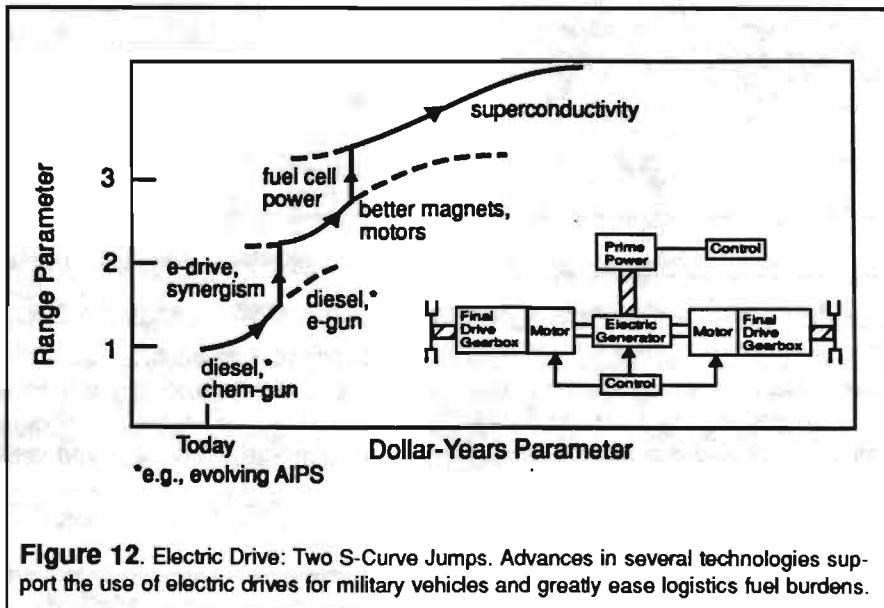 superconductivity
3
fuel cell
power
better magnets,
motors
2
e-drive,
synergism
diesel,*
e-gun
1
diesel,*
chem-gun
Range Parameter
Prime
Power
Control
Final
Drive
Gearbox
Motor
Electric
Generator
Motor
Final
Drive
Gearbox
Control
Today
Dollar-Years Parameter
*e.g., evolving AIPS
Figure 12. Electric Drive: Two S-Curve Jumps. Advances in several technologies sup-
port the use of electric drives for military vehicles and greatly ease logistics fuel burdens.